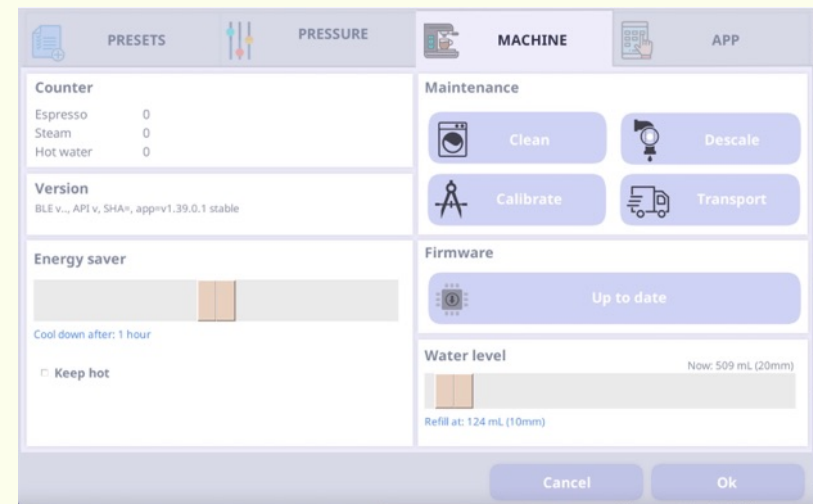 PRESETS
PRESSURE
MACHINE
APP
Counter
Espresso 0
Steam 0
Hot water 0
Version
BLE v.., API v, SHA=, app=v1.39.0.1 stable
Energy saver
Cool down after: 1 hour
Keep hot
Maintenance
Clean
Descale
Calibrate
Transport
Firmware
Up to date
Water level
Now: 509 mL (20mm)
Refill at: 124 mL (10mm)
Cancel
Ok